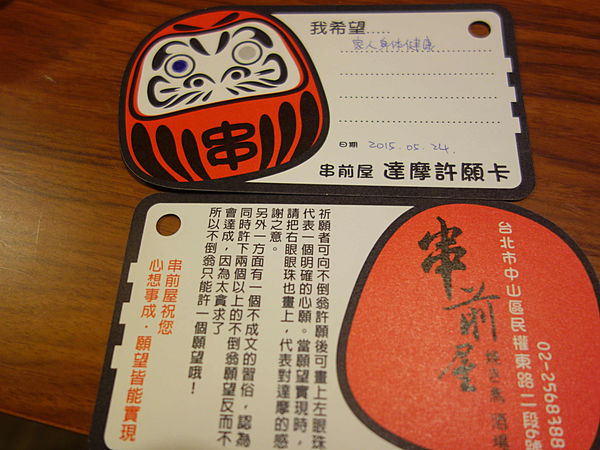 我希望.....
家人身体健康
串
日期 2015.05.24.
串前屋 達摩許願卡
祈願者可向不倒翁許願後可畫上左眼眼珠
代表一個明確的心願。當願望實現時,
請把右眼眼珠也畫上,代表對達摩的感
謝之意。
另外一方面有一個不成文的習俗,認為
同時許下兩個以上的不倒翁願望反而不
會達成,因為太貪求了
所以不倒翁只能許一個願望哦!
串前屋祝您
心想事成.願望皆能實現
台北市中山區民權東路二段6號
02-2568388
串前屋
串き燒 酒場